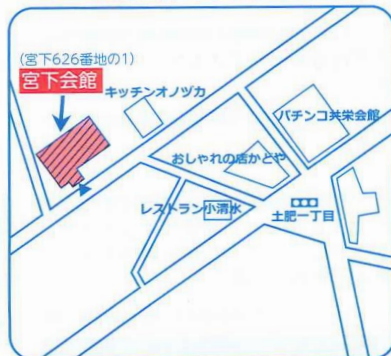 (宮下626番地の1)
宮下会館
キッチンオノヅカ
パチンコ共栄会館
おしゃれの店かどや
レストラン小清水
土肥一丁目